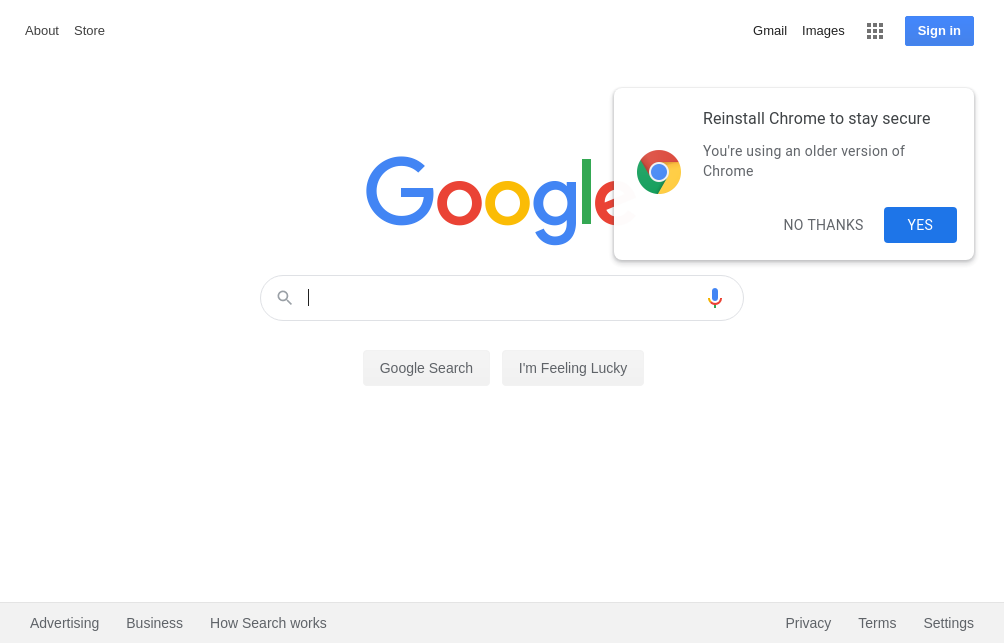 About Store
Gmail Images Sign in
Reinstall Chrome to stay secure
You're using an older version of
Chrome
NO THANKS YES
Google
Google Search I'm Feeling Lucky
Advertising Business How Search works
Privacy Terms Settings